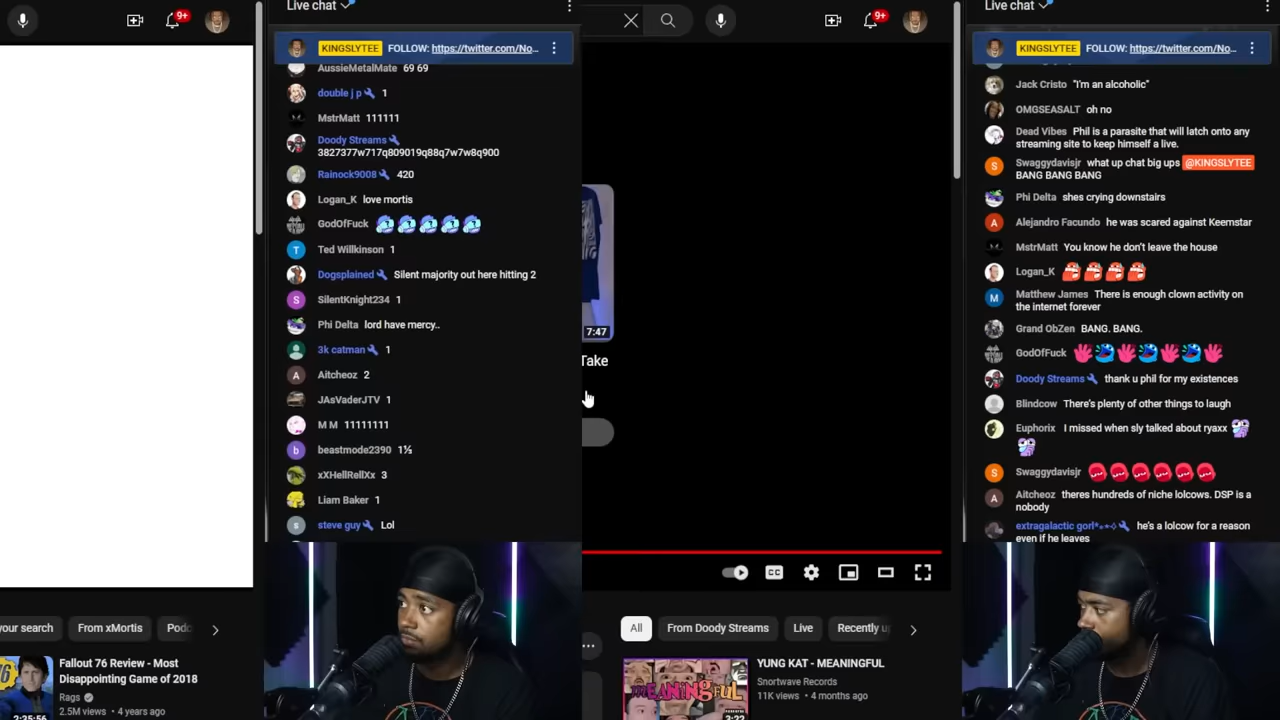 9+
Live chat
KINGSLYTEE FOLLOW: https://twitter.com/No...
AussieMetalMate 69 69
double j p 1
MstrMatt 111111
Doody Streams
3827377w717q809019q88q7w7w8q900
Rainock9008 420
Logan_K love mortis
GodOfFuck
T Ted Willkinson 1
Dogsplained Silent majority out here hitting 2
S SilentKnight234 1
Phi Delta lord have mercy..
3k catman 1
A Aitcheoz 2
JAsVaderJTV 1
M M 11111111
b beastmode2390 1½
xXHellRellXx 3
Liam Baker 1
s steve guy Lol
your search
From xMortis
Podc
Fallout 76 Review - Most
Disappointing Game of 2018
Rags
2.5M views • 4 years ago
2:35:56
9+
7:47
Take
CC
All
From Doody Streams
Live
Recently u
MEANINGFUL
3:22
YUNG KAT - MEANINGFUL
Snortwave Records
11K views • 4 months ago
Live chat
KINGSLYTEE FOLLOW: https://twitter.com/No...
Jack Cristo "I'm an alcoholic"
OMGSEASALT oh no
Dead Vibes Phil is a parasite that will latch onto any
streaming site to keep himself a live.
S Swaggydavisjr what up chat big ups @KINGSLYTEE
BANG BANG BANG
Phi Delta shes crying downstairs
A Alejandro Facundo he was scared against Keemstar
MstrMatt You know he don't leave the house
Logan_K
M Matthew James There is enough clown activity on
the internet forever
Grand ObZen BANG. BANG.
GodOfFuck
Doody Streams thank u phil for my existences
Blindcow There's plenty of other things to laugh
Euphorix I missed when sly talked about ryaxx
S Swaggydavisjr
A Aitcheoz theres hundreds of niche lolcows. DSP is a
nobody
extragalactic gorl he's a lolcow for a reason
even if he leaves